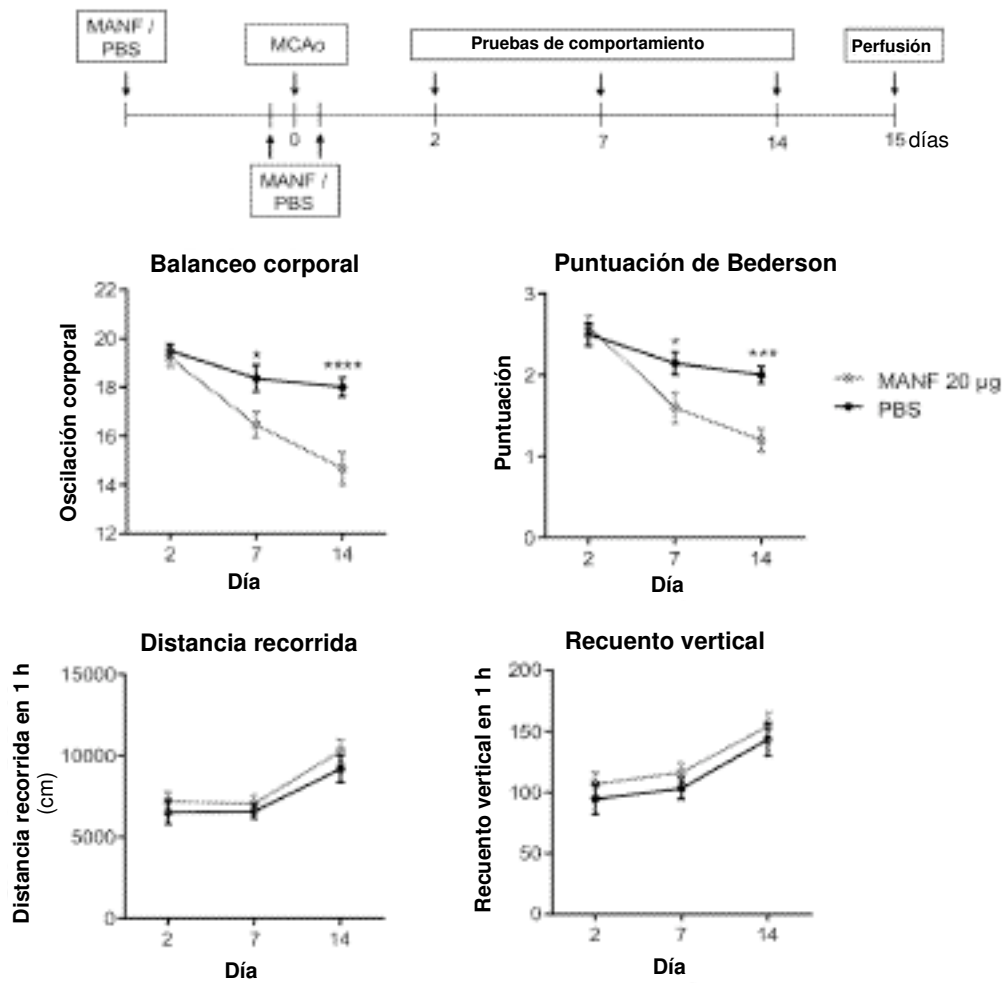 MANF /
PBS
MCAo
Pruebas de comportamiento
Perfusión
0
2
7
14
15 días
MANF /
PBS
Balanceo corporal
Oscilación corporal
22
20
18
16
14
12
*
****
2
7
14
Día
Puntuación de Bederson
Puntuación
3
2
1
0
*
***
2
7
14
Día
MANF 20 µg
PBS
Distancia recorrida
Distancia recorrida en 1 h
(cm)
15000
10000
5000
0
2
7
14
Día
Recuento vertical
Recuento vertical en 1 h
200
150
100
50
0
2
7
14
Día